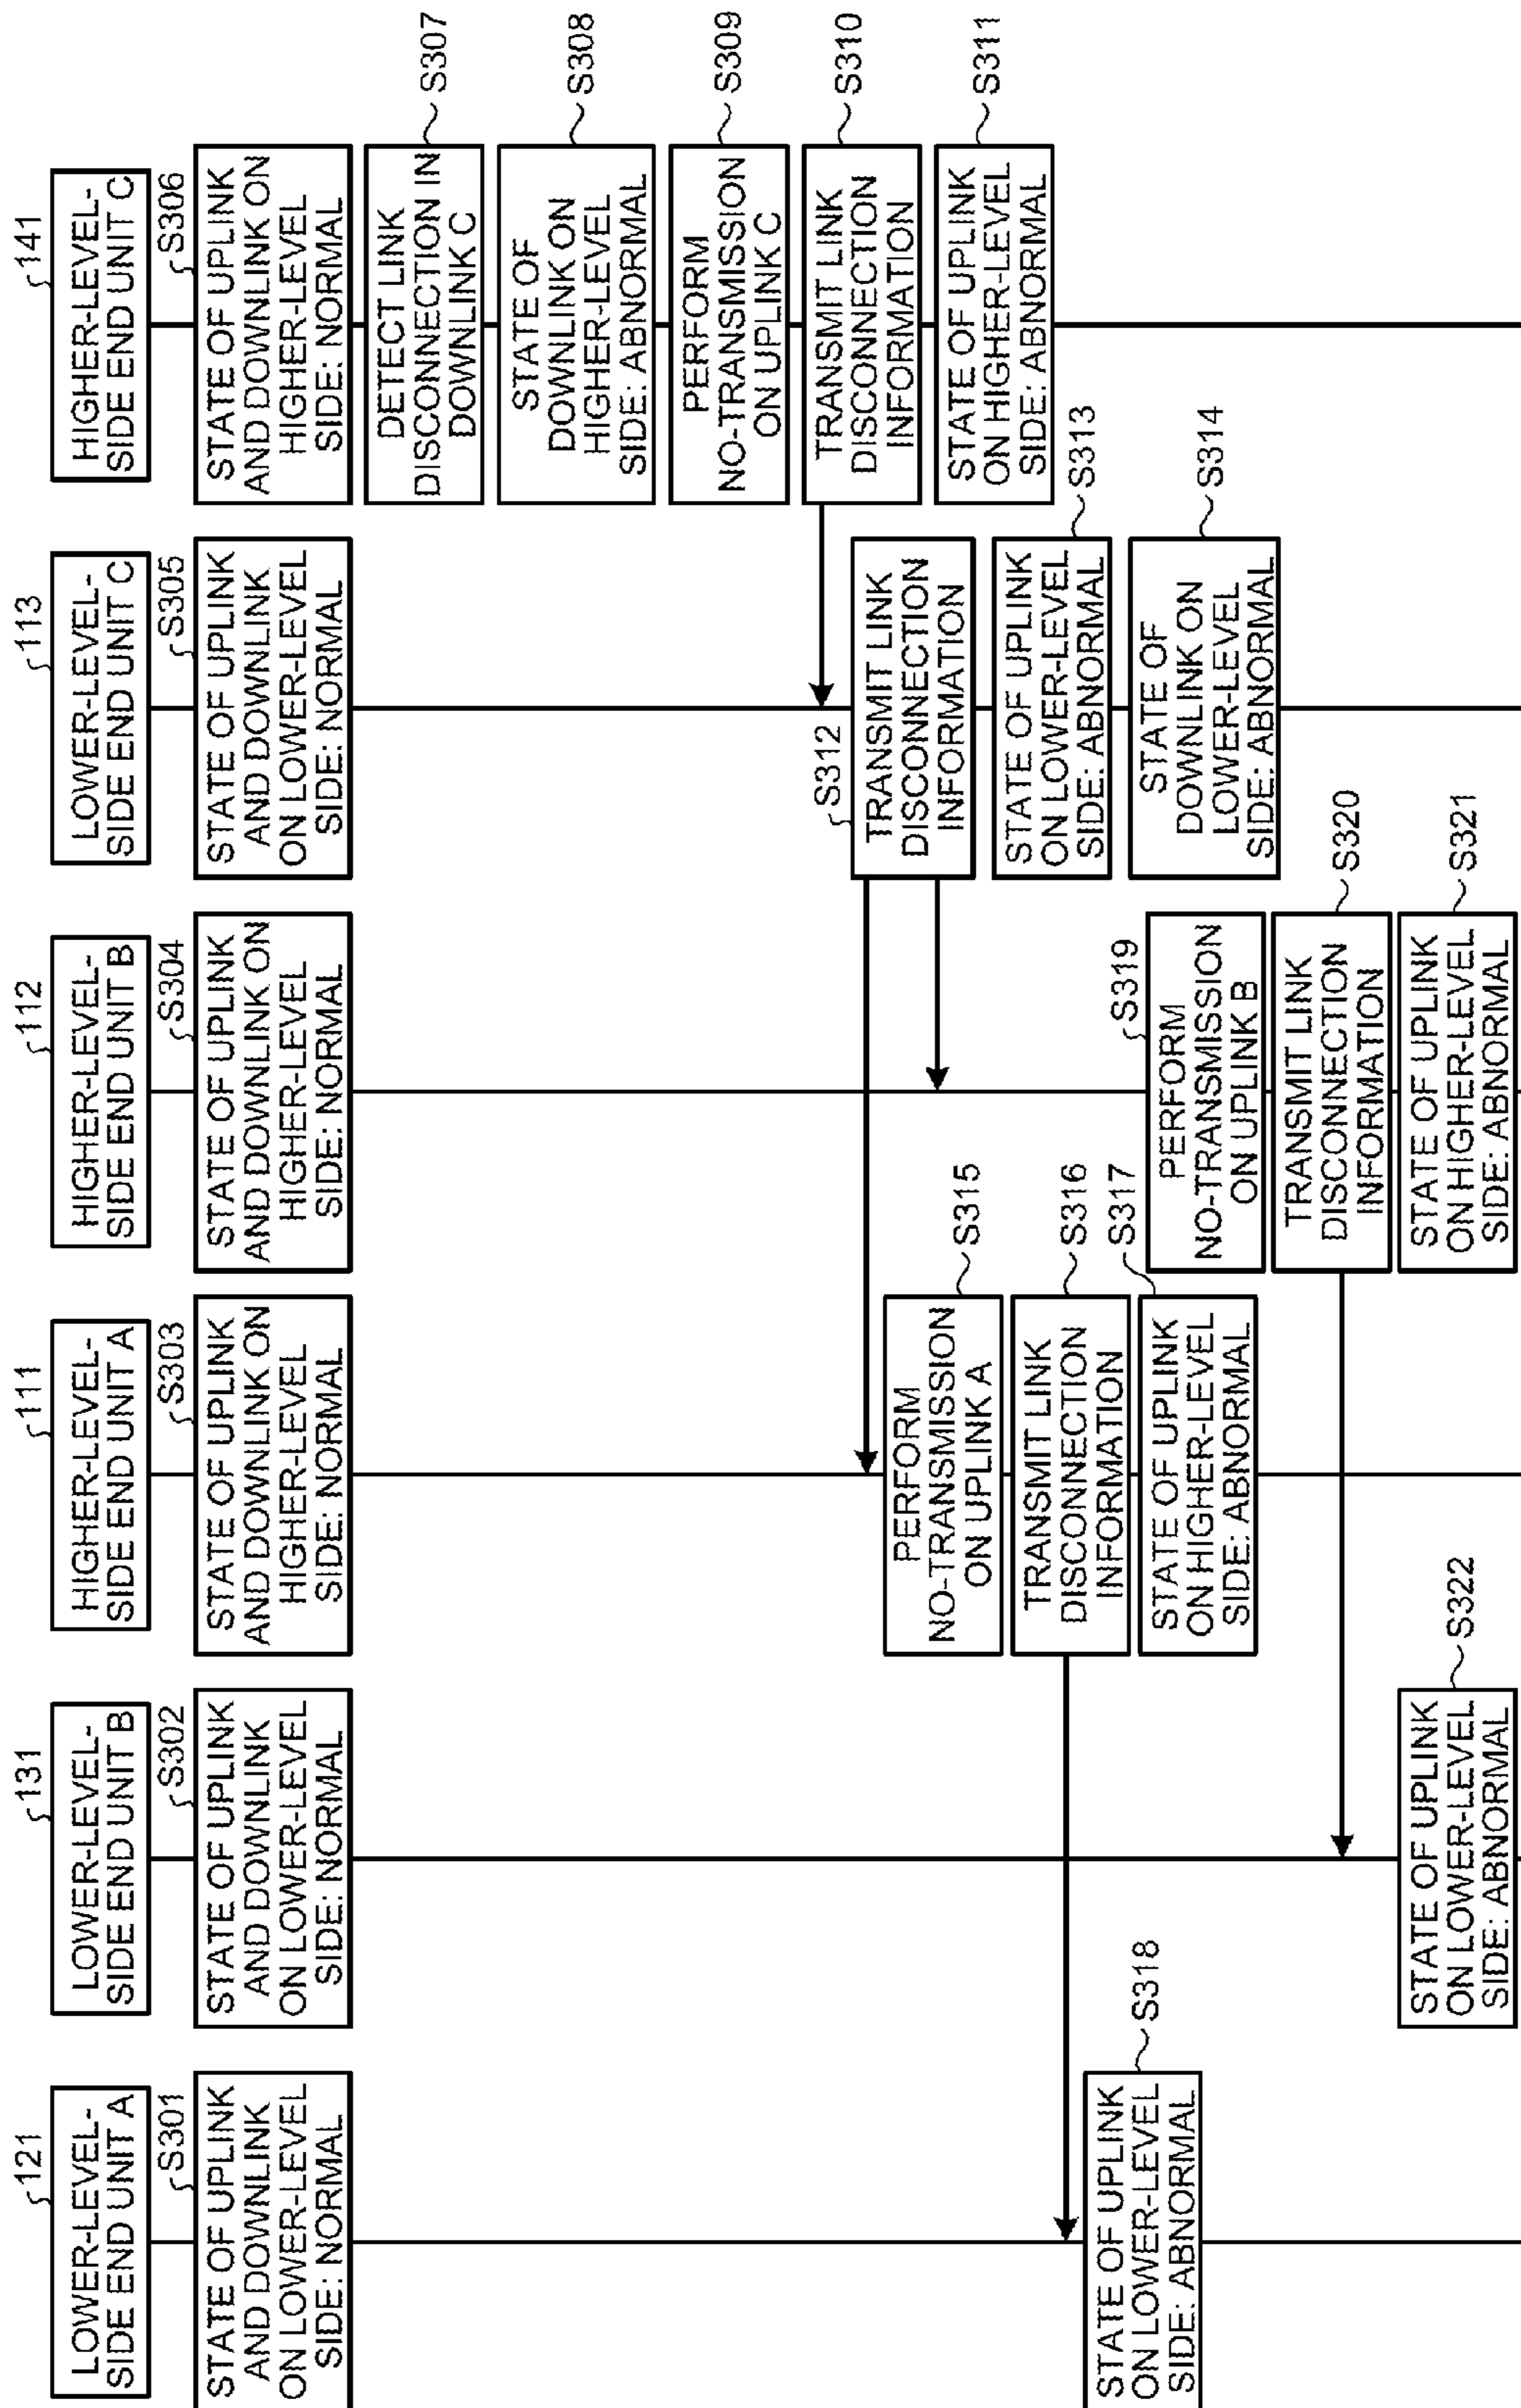 121
LOWER-LEVEL-
SIDE END UNIT A
131
LOWER-LEVEL-
SIDE END UNIT B
111
HIGHER-LEVEL-
SIDE END UNIT A
112
HIGHER-LEVEL-
SIDE END UNIT B
113
LOWER-LEVEL-
SIDE END UNIT C
141
HIGHER-LEVEL-
SIDE END UNIT C
S301
STATE OF UPLINK
AND DOWNLINK
ON LOWER-LEVEL
SIDE: NORMAL
S302
STATE OF UPLINK
AND DOWNLINK
ON LOWER-LEVEL
SIDE: NORMAL
S303
STATE OF UPLINK
AND DOWNLINK ON
HIGHER-LEVEL
SIDE: NORMAL
S304
STATE OF UPLINK
AND DOWNLINK ON
HIGHER-LEVEL
SIDE: NORMAL
S305
STATE OF UPLINK
AND DOWNLINK
ON LOWER-LEVEL
SIDE: NORMAL
S306
STATE OF UPLINK
AND DOWNLINK ON
HIGHER-LEVEL
SIDE: NORMAL
DETECT LINK
DISCONNECTION IN
DOWNLINK C
S307
STATE OF
DOWNLINK ON
HIGHER-LEVEL
SIDE: ABNORMAL
S308
PERFORM
NO-TRANSMISSION
ON UPLINK C
S309
TRANSMIT LINK
DISCONNECTION
INFORMATION
S310
STATE OF UPLINK
ON HIGHER-LEVEL
SIDE: ABNORMAL
S311
S312
TRANSMIT LINK
DISCONNECTION
INFORMATION
STATE OF UPLINK
ON LOWER-LEVEL
SIDE: ABNORMAL
S313
STATE OF
DOWNLINK ON
LOWER-LEVEL
SIDE: ABNORMAL
S314
PERFORM
NO-TRANSMISSION
ON UPLINK A
S315
TRANSMIT LINK
DISCONNECTION
INFORMATION
S316
STATE OF UPLINK
ON HIGHER-LEVEL
SIDE: ABNORMAL
S317
STATE OF UPLINK
ON LOWER-LEVEL
SIDE: ABNORMAL
S318
S319
PERFORM
NO-TRANSMISSION
ON UPLINK B
TRANSMIT LINK
DISCONNECTION
INFORMATION
S320
STATE OF UPLINK
ON HIGHER-LEVEL
SIDE: ABNORMAL
S321
STATE OF UPLINK
ON LOWER-LEVEL
SIDE: ABNORMAL
S322